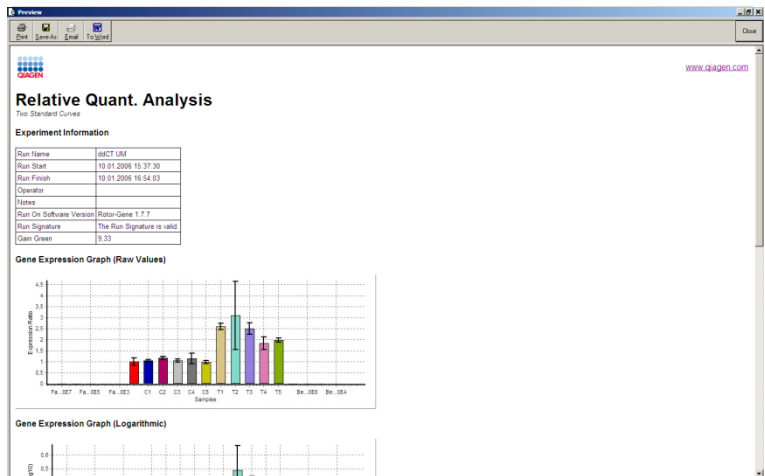 Preview
Print Save As Email To Word
Close
QIAGEN
www.qiagen.com
Relative Quant. Analysis
Two Standard Curves
Experiment Information
Run Name ddCT UM
Run Start 10.01.2006 15:37:30
Run Finish 10.01.2006 16:54:03
Operator
Notes
Run On Software Version Rotor-Gene 1.7.7
Run Signature The Run Signature is valid.
Gain Green 9.33
Gene Expression Graph (Raw Values)
Expression Ratio
4.5
4
3.5
3
2.5
2
1.5
1
0.5
0
Fa...0E7 Fa...0E5 Fa...0E3 C1 C2 C3 C4 C5 T1 T2 T3 T4 T5 Be...0E6 Be...0E4
Samples
Gene Expression Graph (Logarithmic)
0.6
0.5